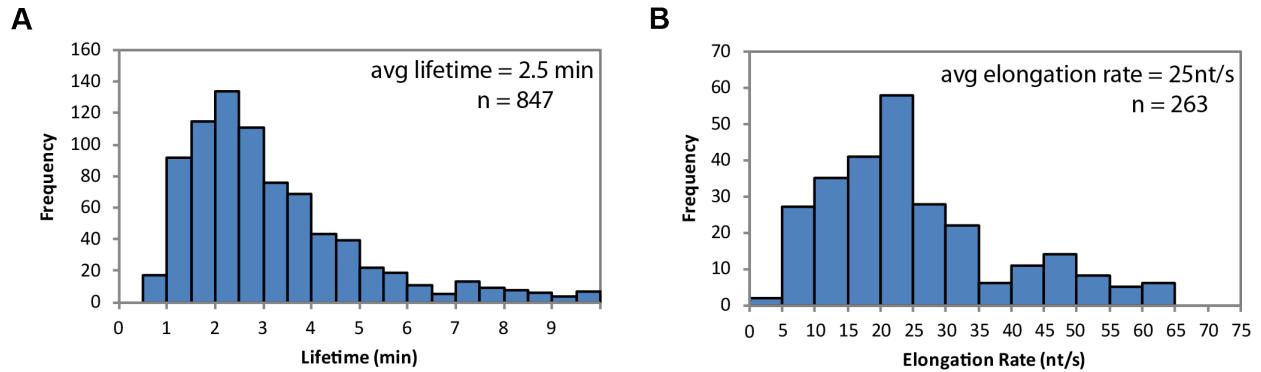 A
avg lifetime = 2.5 min
n = 847
160
140
120
100
80
60
40
20
0
Frequency
0 1 2 3 4 5 6 7 8 9
Lifetime (min)
B
avg elongation rate = 25nt/s
n = 263
70
60
50
40
30
20
10
0
Frequency
0 5 10 15 20 25 30 35 40 45 50 55 60 65 70 75
Elongation Rate (nt/s)